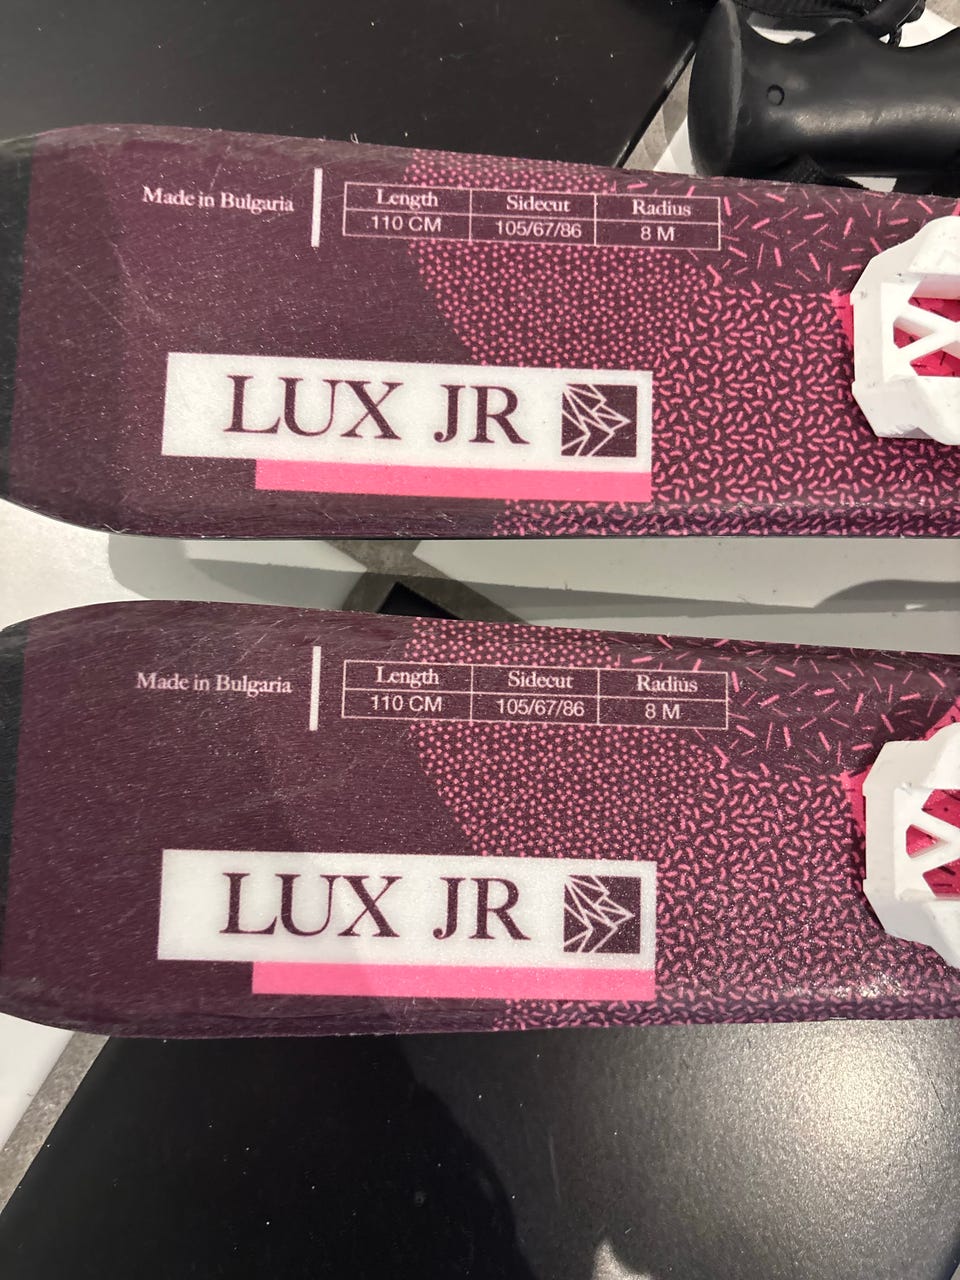 Made in Bulgaria
Length Sidecut Radius
110 CM 105/67/86 8 M
LUX JR
Made in Bulgaria
Length Sidecut Radius
110 CM 105/67/86 8 M
LUX JR